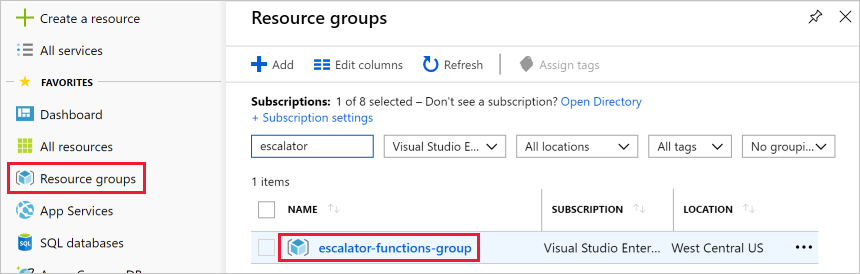 Create a resource
All services
FAVORITES
Dashboard
All resources
Resource groups
App Services
SQL databases
SQL
Resource groups
Add
Edit columns
Refresh
Assign tags
Subscriptions: 1 of 8 selected – Don't see a subscription? Open Directory
+ Subscription settings
escalator
Visual Studio E...
All locations
All tags
No groupi...
1 items
NAME
SUBSCRIPTION
LOCATION
escalator-functions-group
Visual Studio Enter...
West Central US